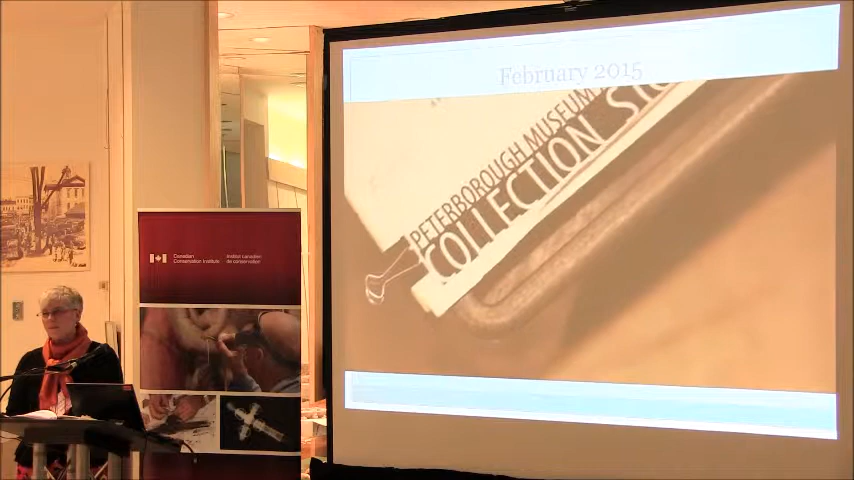 February 2015
PETERBOROUGH MUSEUM
COLLECTION
Canadian Conservation Institute
Institut canadien de conservation